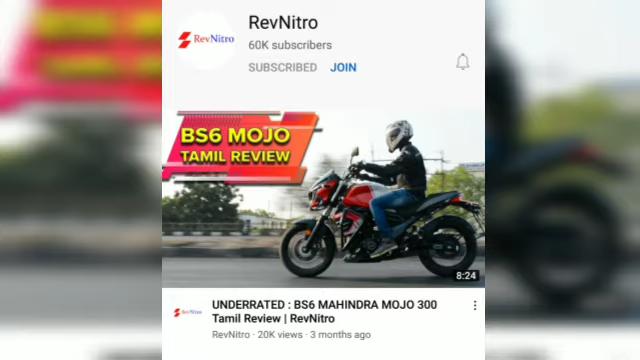 RevNitro
RevNitro
60K subscribers
SUBSCRIBED JOIN
BS6 MOJO
TAMIL REVIEW
8:24
UNDERRATED : BS6 MAHINDRA MOJO 300
Tamil Review | RevNitro
RevNitro
RevNitro · 20K views · 3 months ago